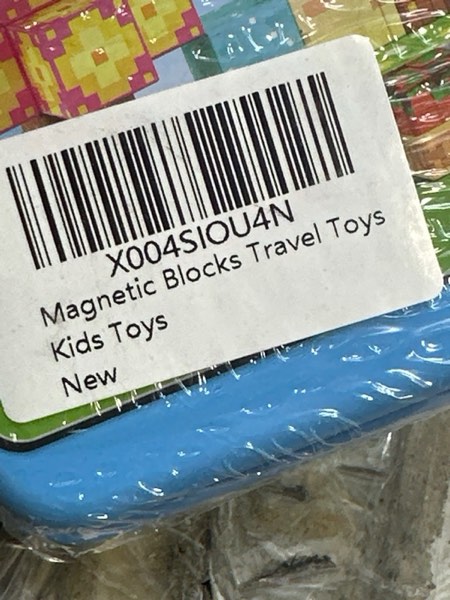 X004SIOU4N
Magnetic Blocks Travel Toys
Kids Toys
New